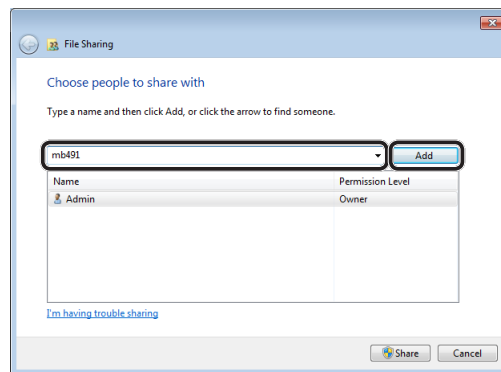 File Sharing
Choose people to share with
Type a name and then click Add, or click the arrow to find someone.
mb491 Add
Name Permission Level
Admin Owner
I'm having trouble sharing
Share Cancel